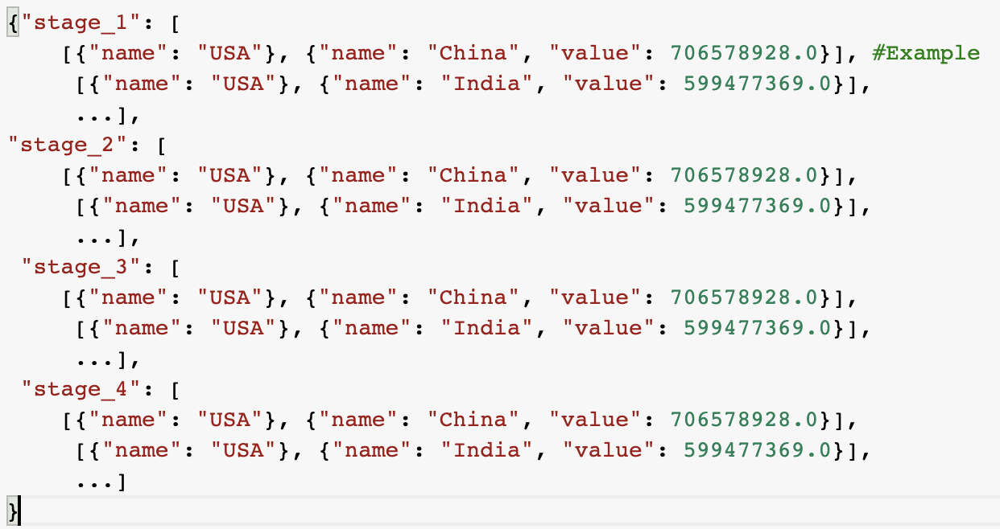 {"stage_1": [
[{"name": "USA"}, {"name": "China", "value": 706578928.0}], #Example
[{"name": "USA"}, {"name": "India", "value": 599477369.0}],
...],
"stage_2": [
[{"name": "USA"}, {"name": "China", "value": 706578928.0}],
[{"name": "USA"}, {"name": "India", "value": 599477369.0}],
...],
"stage_3": [
[{"name": "USA"}, {"name": "China", "value": 706578928.0}],
[{"name": "USA"}, {"name": "India", "value": 599477369.0}],
...],
"stage_4": [
[{"name": "USA"}, {"name": "China", "value": 706578928.0}],
[{"name": "USA"}, {"name": "India", "value": 599477369.0}],
...]
}